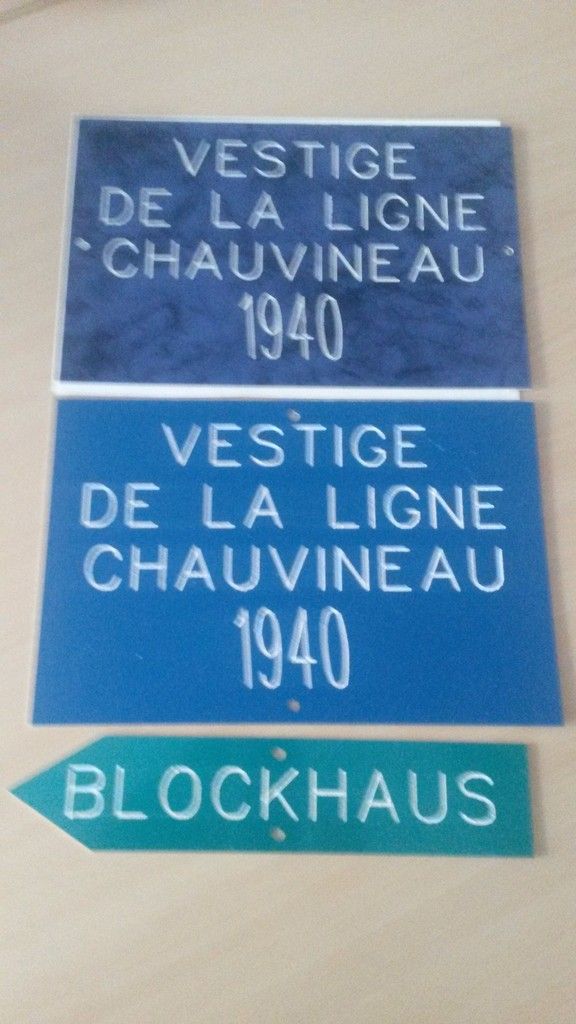 VESTIGE
DE LA LIGNE
CHAUVINEAU
1940
VESTIGE
DE LA LIGNE
CHAUVINEAU
1940
BLOCKHAUS